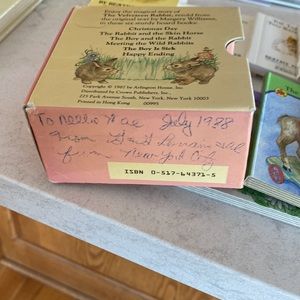 Enjoy the magical story of
The Velveteen Rabbit, retold from
the original text by Margery Williams,
in these six sturdy board books:
Christmas Day
The Rabbit and the Skin Horse
The Boy and the Rabbit
Meeting the Wild Rabbits
The Boy Is Sick
Happy Ending
Copyright © 1987 by Arlington House, Inc.
Distributed by Crown Publishers, Inc.,
225 Park Avenue South, New York, New York 10003
Printed in Hong Kong 00995
To Nellie Mae July 1988
From
from New York City
ISBN 0-517-64371-5